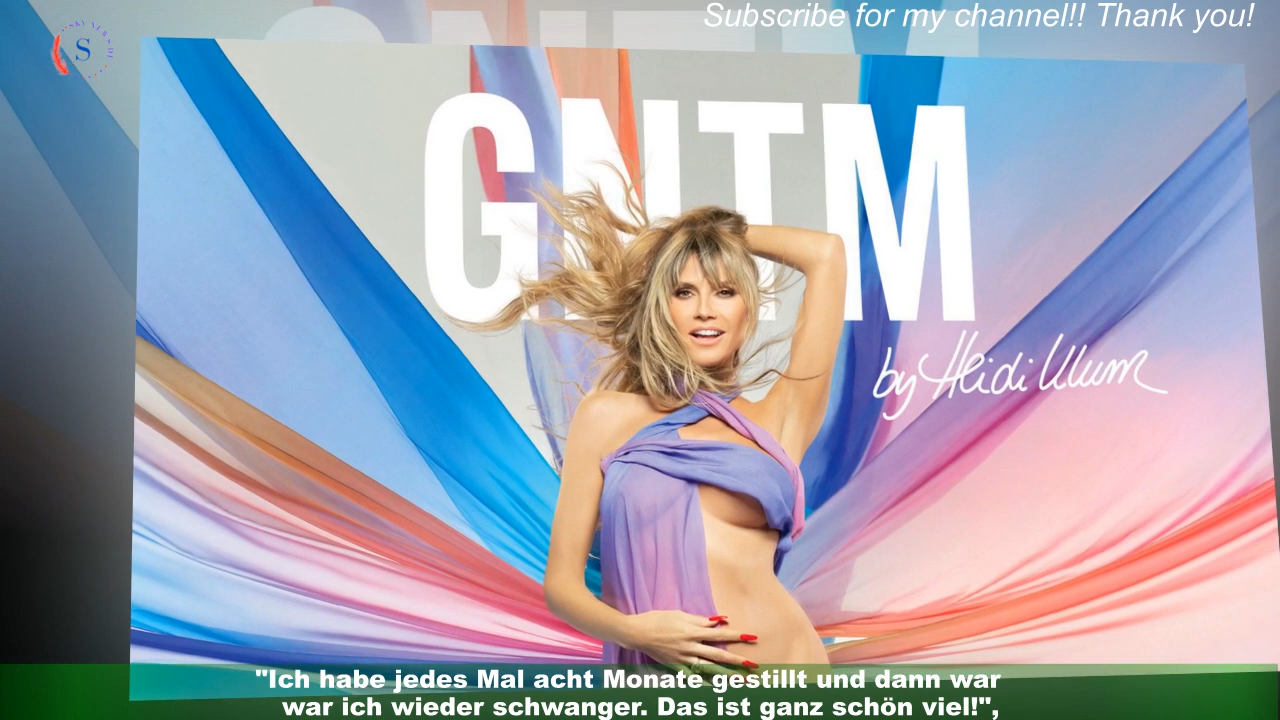 Subscribe for my channel!! Thank you!
S
GNTM
by Heidi Klum
"Ich habe jedes Mal acht Monate gestillt und dann war
war ich wieder schwanger. Das ist ganz schön viel!",